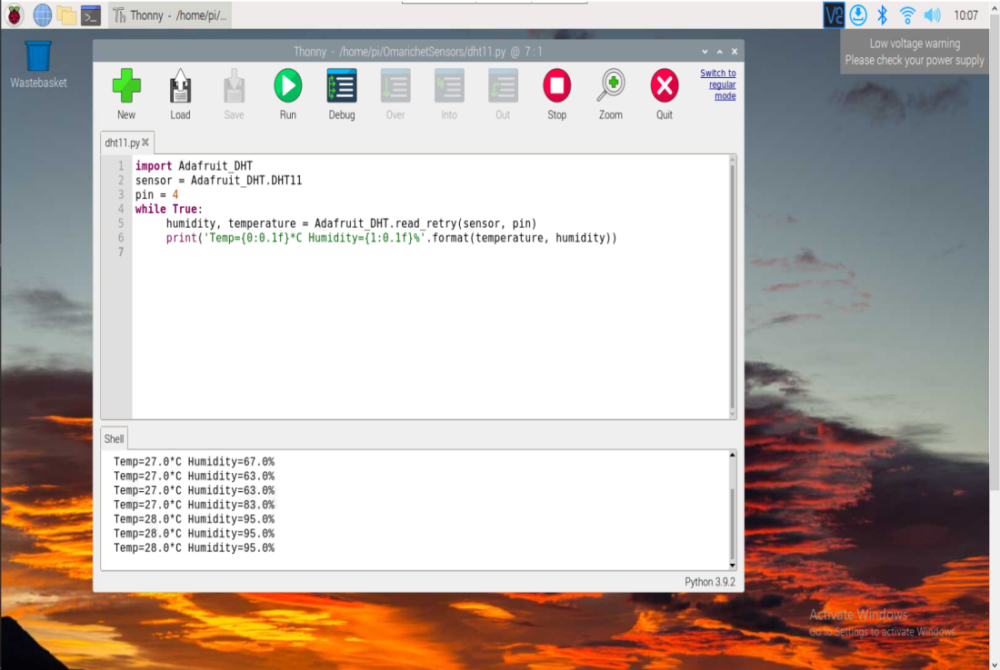 Thonny - /home/pi/...
10:07
Low voltage warning
Please check your power supply
Wastebasket
Thonny - /home/pi/OmarichetSensors/dht11.py @ 7:1
New Load Save Run Debug Over Into Out Stop Zoom Quit
Switch to
regular
mode
dht11.py
1 import Adafruit_DHT
2 sensor = Adafruit_DHT.DHT11
3 pin = 4
4 while True:
5 humidity, temperature = Adafruit_DHT.read_retry(sensor, pin)
6 print('Temp={0:0.1f}*C Humidity={1:0.1f}%'.format(temperature, humidity))
7
Shell
Temp=27.0*C Humidity=67.0%
Temp=27.0*C Humidity=63.0%
Temp=27.0*C Humidity=63.0%
Temp=27.0*C Humidity=83.0%
Temp=28.0*C Humidity=95.0%
Temp=28.0*C Humidity=95.0%
Temp=28.0*C Humidity=95.0%
Python 3.9.2
Activate Windows
Go to Settings to activate Windows.